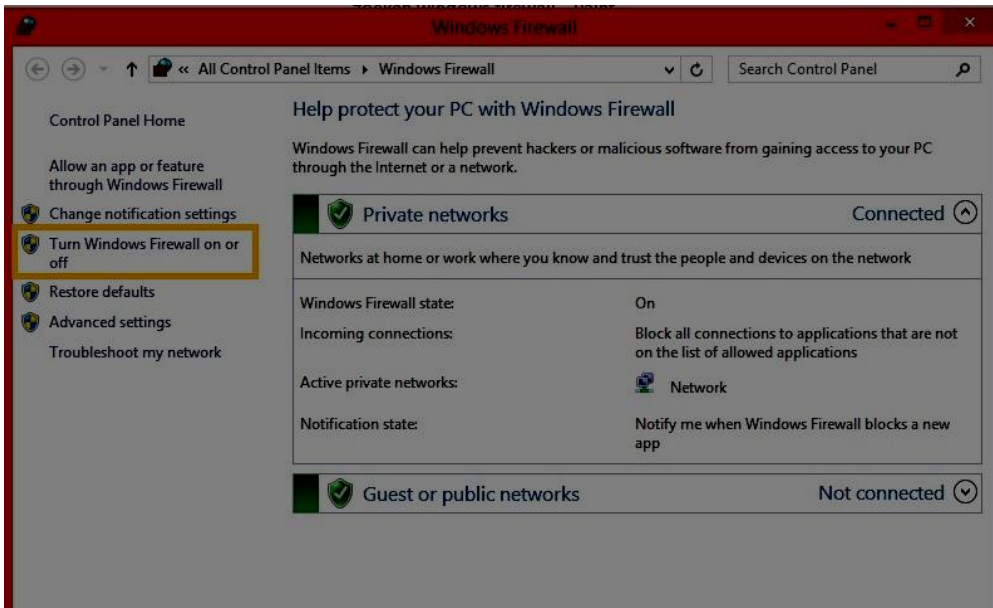 Windows Firewall
« All Control Panel Items Windows Firewall
Search Control Panel
Control Panel Home
Allow an app or feature
through Windows Firewall
Change notification settings
Turn Windows Firewall on or
off
Restore defaults
Advanced settings
Troubleshoot my network
Help protect your PC with Windows Firewall
Windows Firewall can help prevent hackers or malicious software from gaining access to your PC
through the Internet or a network.
Private networks
Connected
Networks at home or work where you know and trust the people and devices on the network
Windows Firewall state:
On
Incoming connections:
Block all connections to applications that are not
on the list of allowed applications
Active private networks:
Network
Notification state:
Notify me when Windows Firewall blocks a new
app
Guest or public networks
Not connected